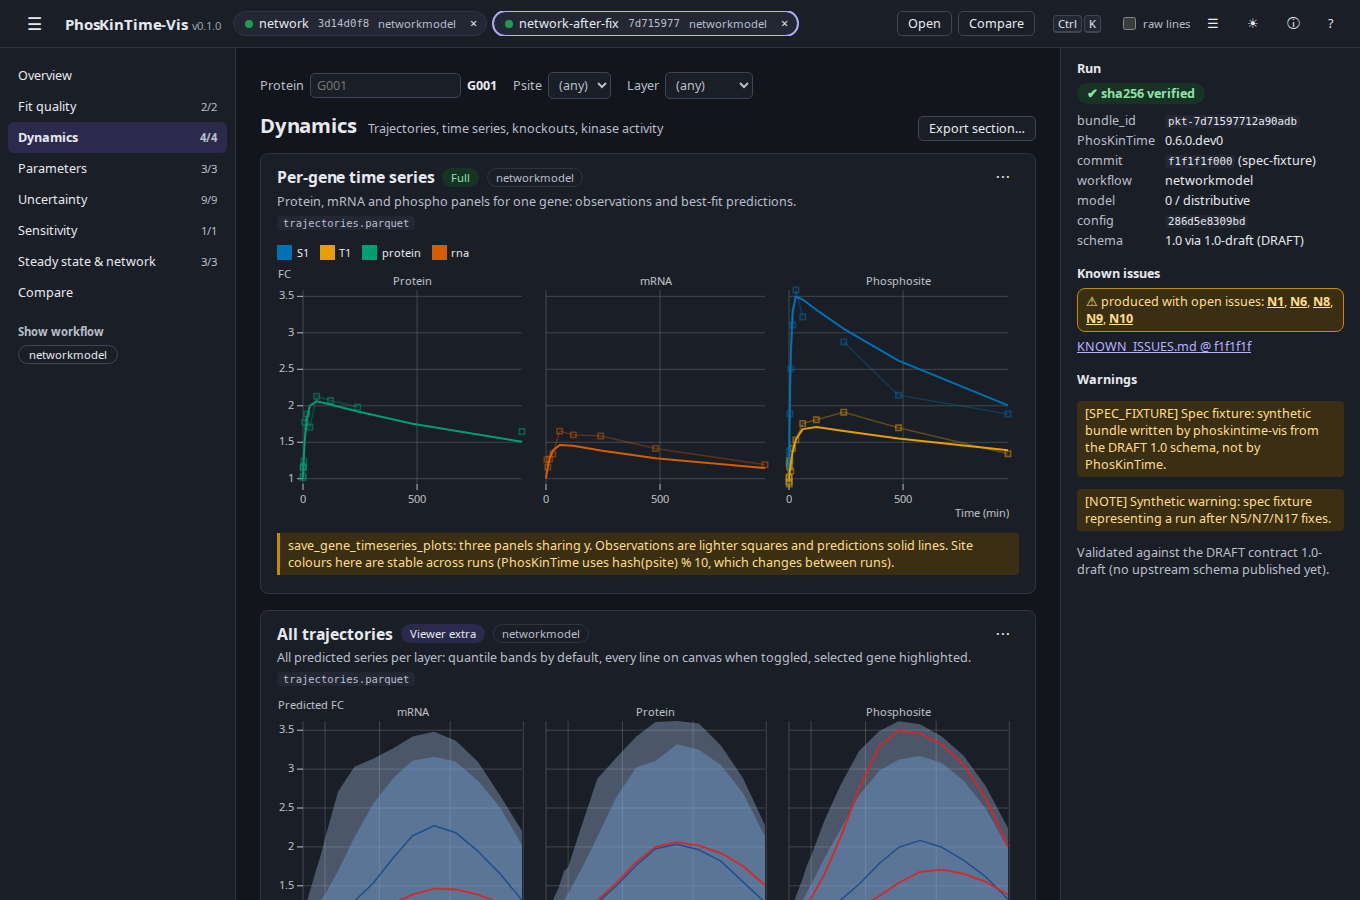 ☰ PhosKinTime-Vis v0.1.0 network 3d14d0f8 networkmodel × network-after-fix 7d715977 networkmodel × Open Compare Ctrl K raw lines ☰ ☀ ⓘ ?
Overview
Fit quality 2/2
Dynamics 4/4
Parameters 3/3
Uncertainty 9/9
Sensitivity 1/1
Steady state & network 3/3
Compare
Show workflow
networkmodel
Protein G001 G001 Psite (any) Layer (any)
Dynamics Trajectories, time series, knockouts, kinase activity Export section...
Per-gene time series Full networkmodel ...
Protein, mRNA and phospho panels for one gene: observations and best-fit predictions.
trajectories.parquet
S1 T1 protein rna
FC
Protein mRNA Phosphosite
3.5
3
2.5
2
1.5
1
0 500 0 500 0 500
Time (min)
save_gene_timeseries_plots: three panels sharing y. Observations are lighter squares and predictions solid lines. Site
colours here are stable across runs (PhosKinTime uses hash(psite) % 10, which changes between runs).
All trajectories Viewer extra networkmodel ...
All predicted series per layer: quantile bands by default, every line on canvas when toggled, selected gene highlighted.
trajectories.parquet
Predicted FC
mRNA Protein Phosphosite
3.5
3
2.5
2
1.5
Run
✔ sha256 verified
bundle_id pkt-7d71597712a90adb
PhosKinTime 0.6.0.dev0
commit f1f1f1f000 (spec-fixture)
workflow networkmodel
model 0 / distributive
config 286d5e8309bd
schema 1.0 via 1.0-draft (DRAFT)
Known issues
⚠ produced with open issues: N1, N6, N8,
N9, N10
KNOWN_ISSUES.md @ f1f1f1f
Warnings
[SPEC_FIXTURE] Spec fixture: synthetic
bundle written by phoskintime-vis from
the DRAFT 1.0 schema, not by
PhosKinTime.
[NOTE] Synthetic warning: spec fixture
representing a run after N5/N7/N17 fixes.
Validated against the DRAFT contract 1.0-
draft (no upstream schema published yet).